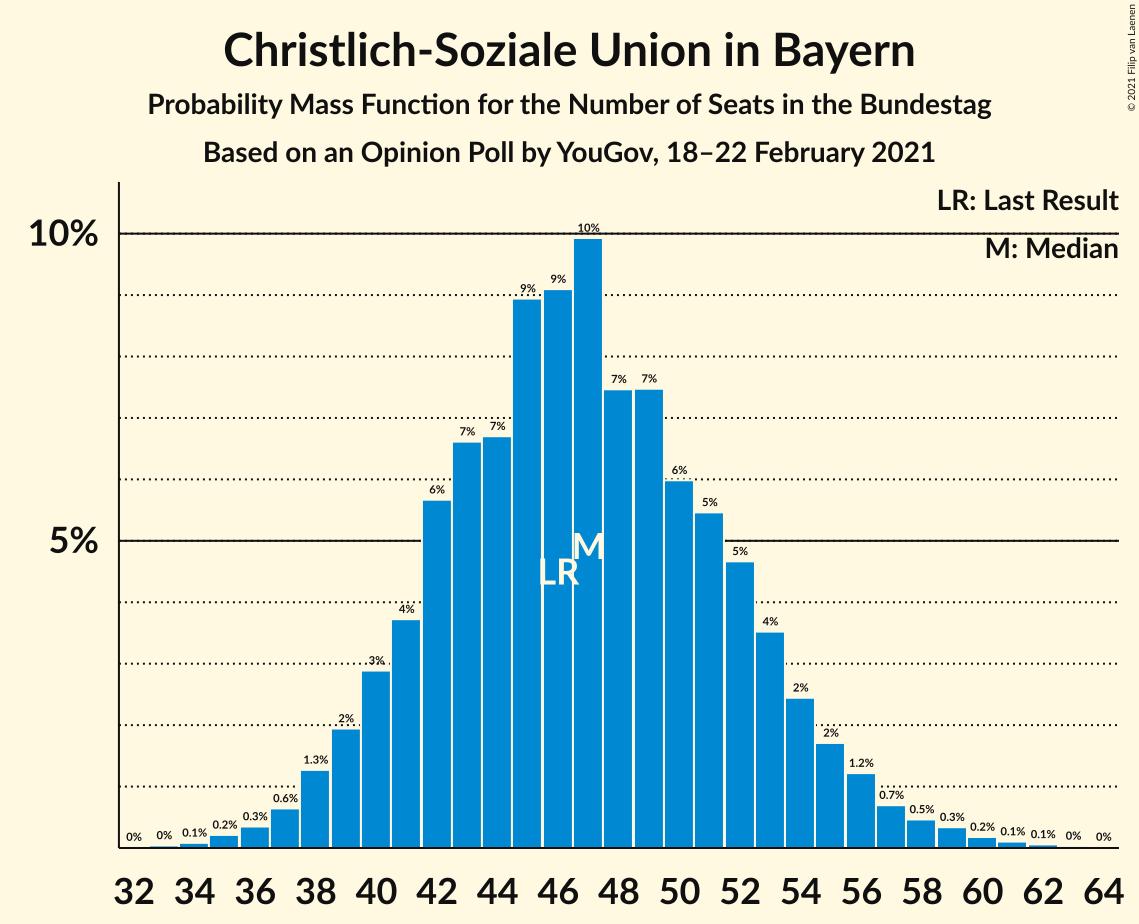 Christlich-Soziale Union in Bayern
Probability Mass Function for the Number of Seats in the Bundestag
Based on an Opinion Poll by YouGov, 18–22 February 2021
© 2021 Filip van Laenen
LR: Last Result
M: Median
10%
5%
0% 0% 0.1% 0.2% 0.3% 0.6% 1.3% 2% 3% 4% 6% 7% 7% 9% 9% 10% 7% 7% 6% 5% 5% 4% 2% 2% 1.2% 0.7% 0.5% 0.3% 0.2% 0.1% 0.1% 0% 0%
M
LR
32 34 36 38 40 42 44 46 48 50 52 54 56 58 60 62 64